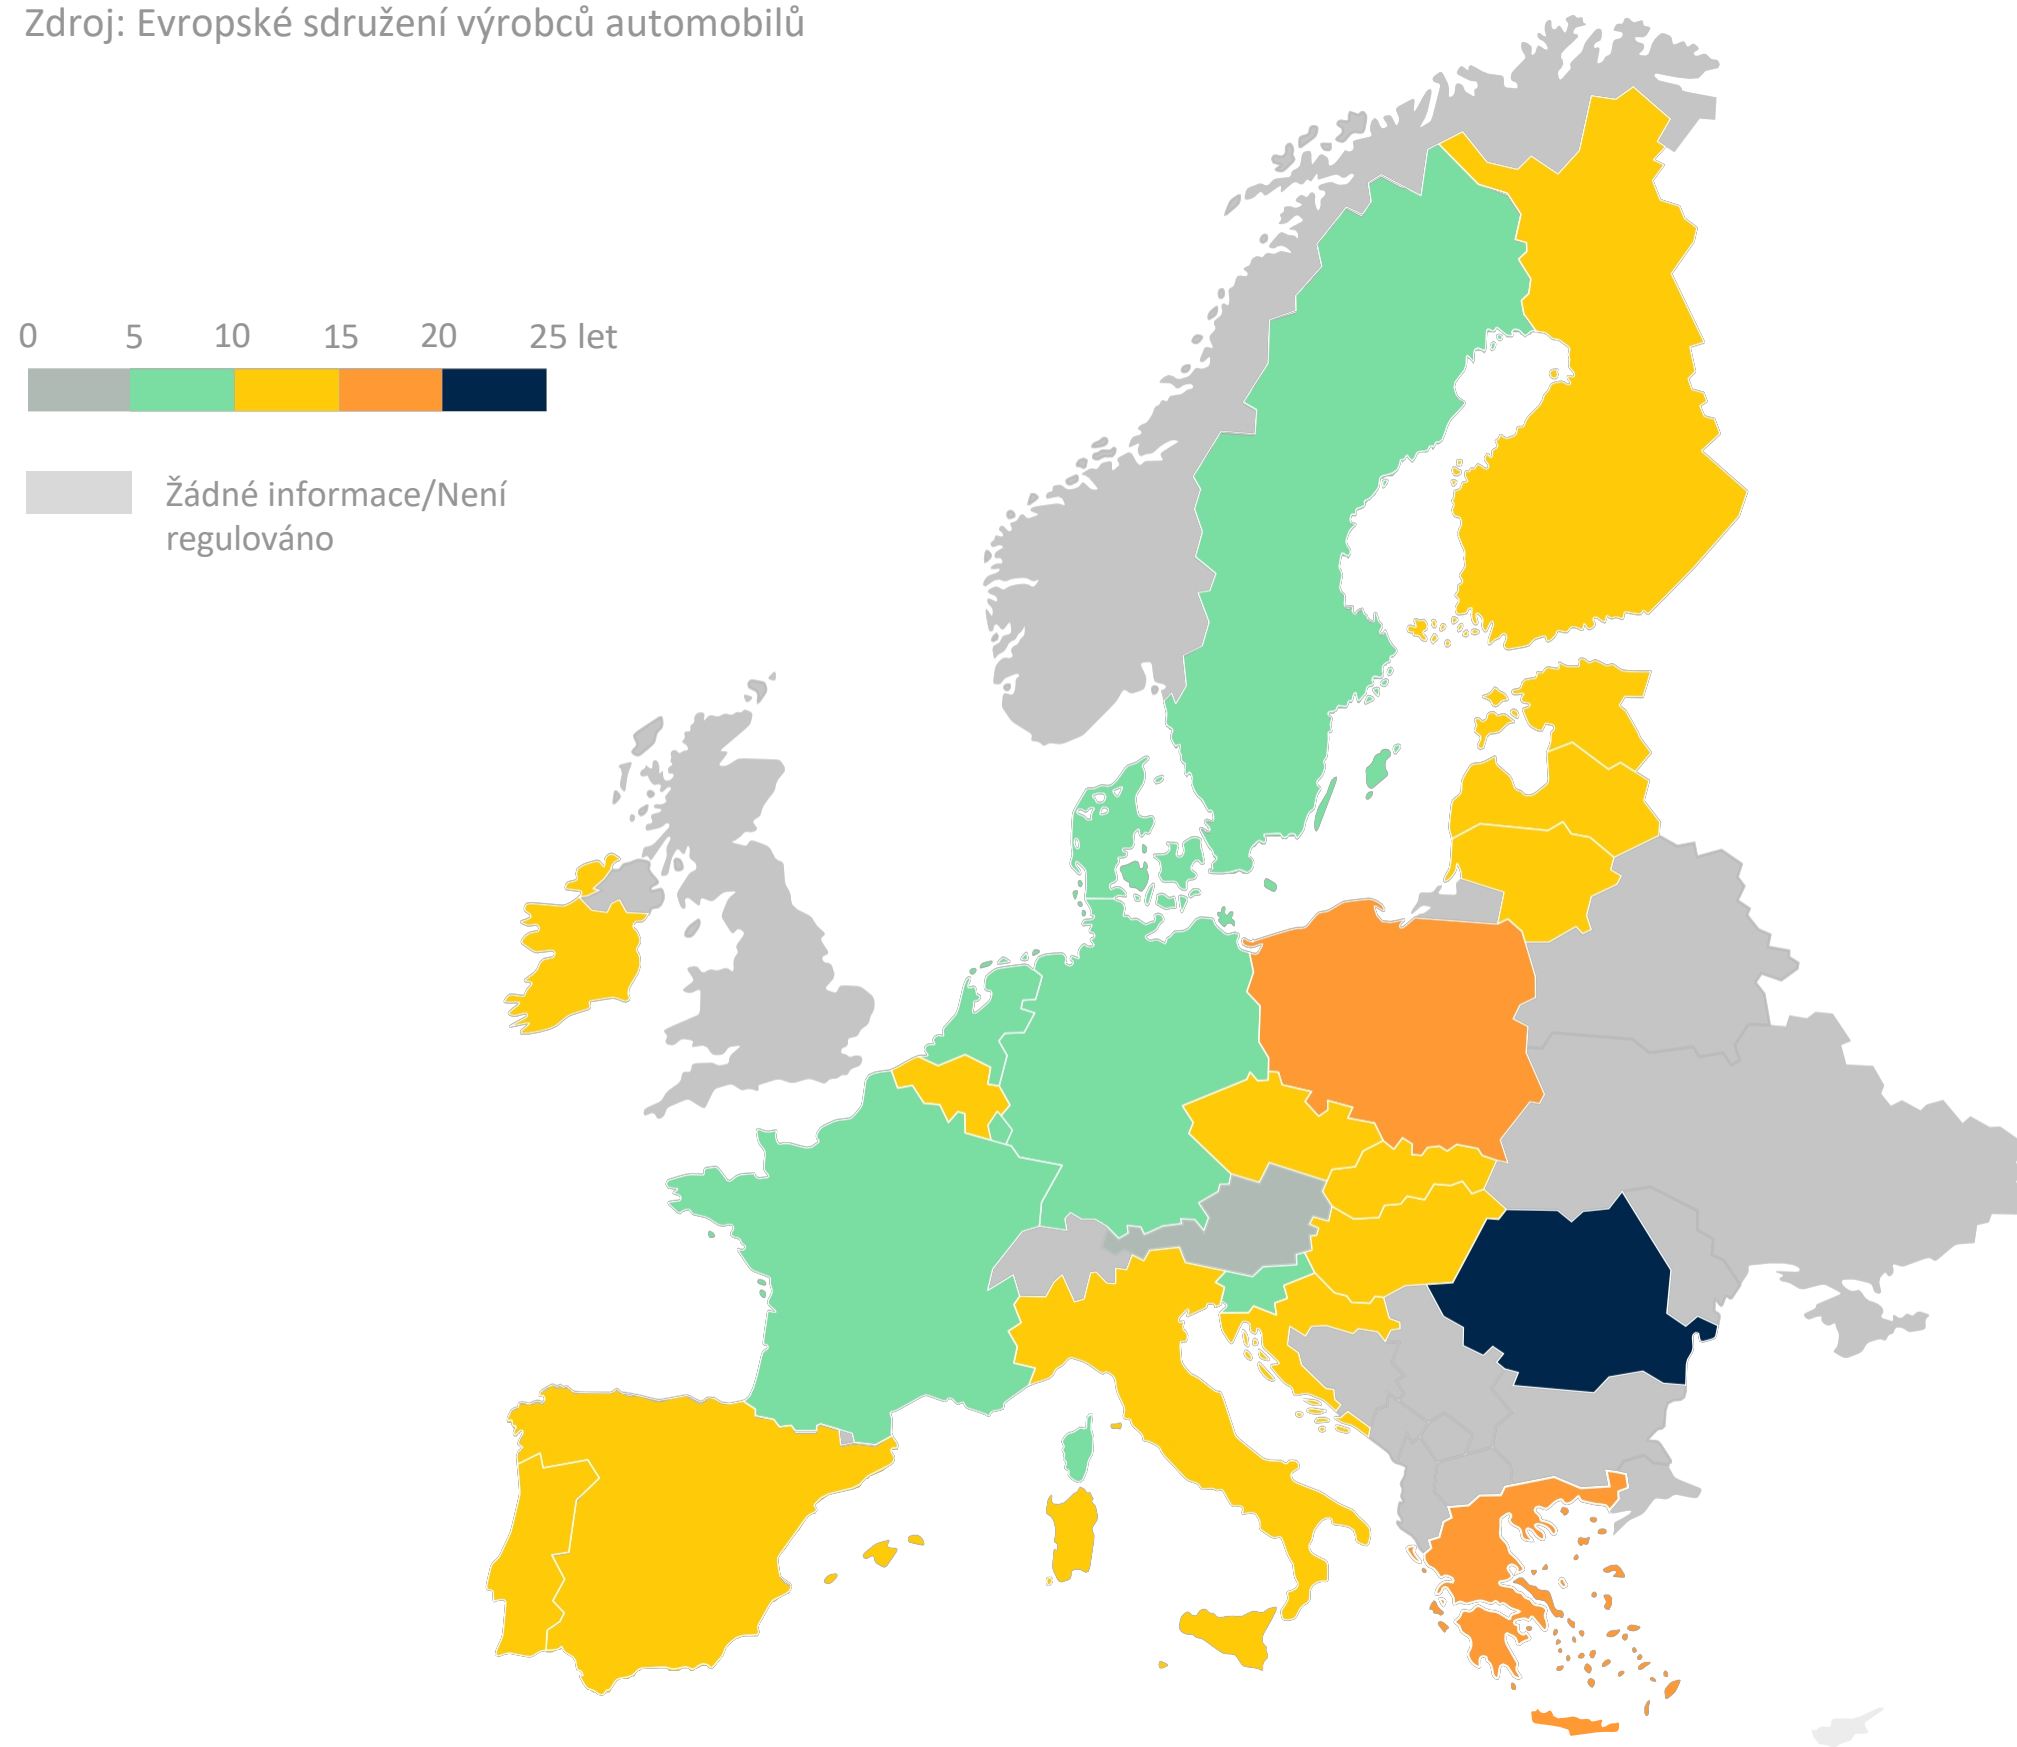 Zdroj: Evropské sdružení výrobců automobilů
0 5 10 15 20 25 let
Žádné informace/Není
regulováno